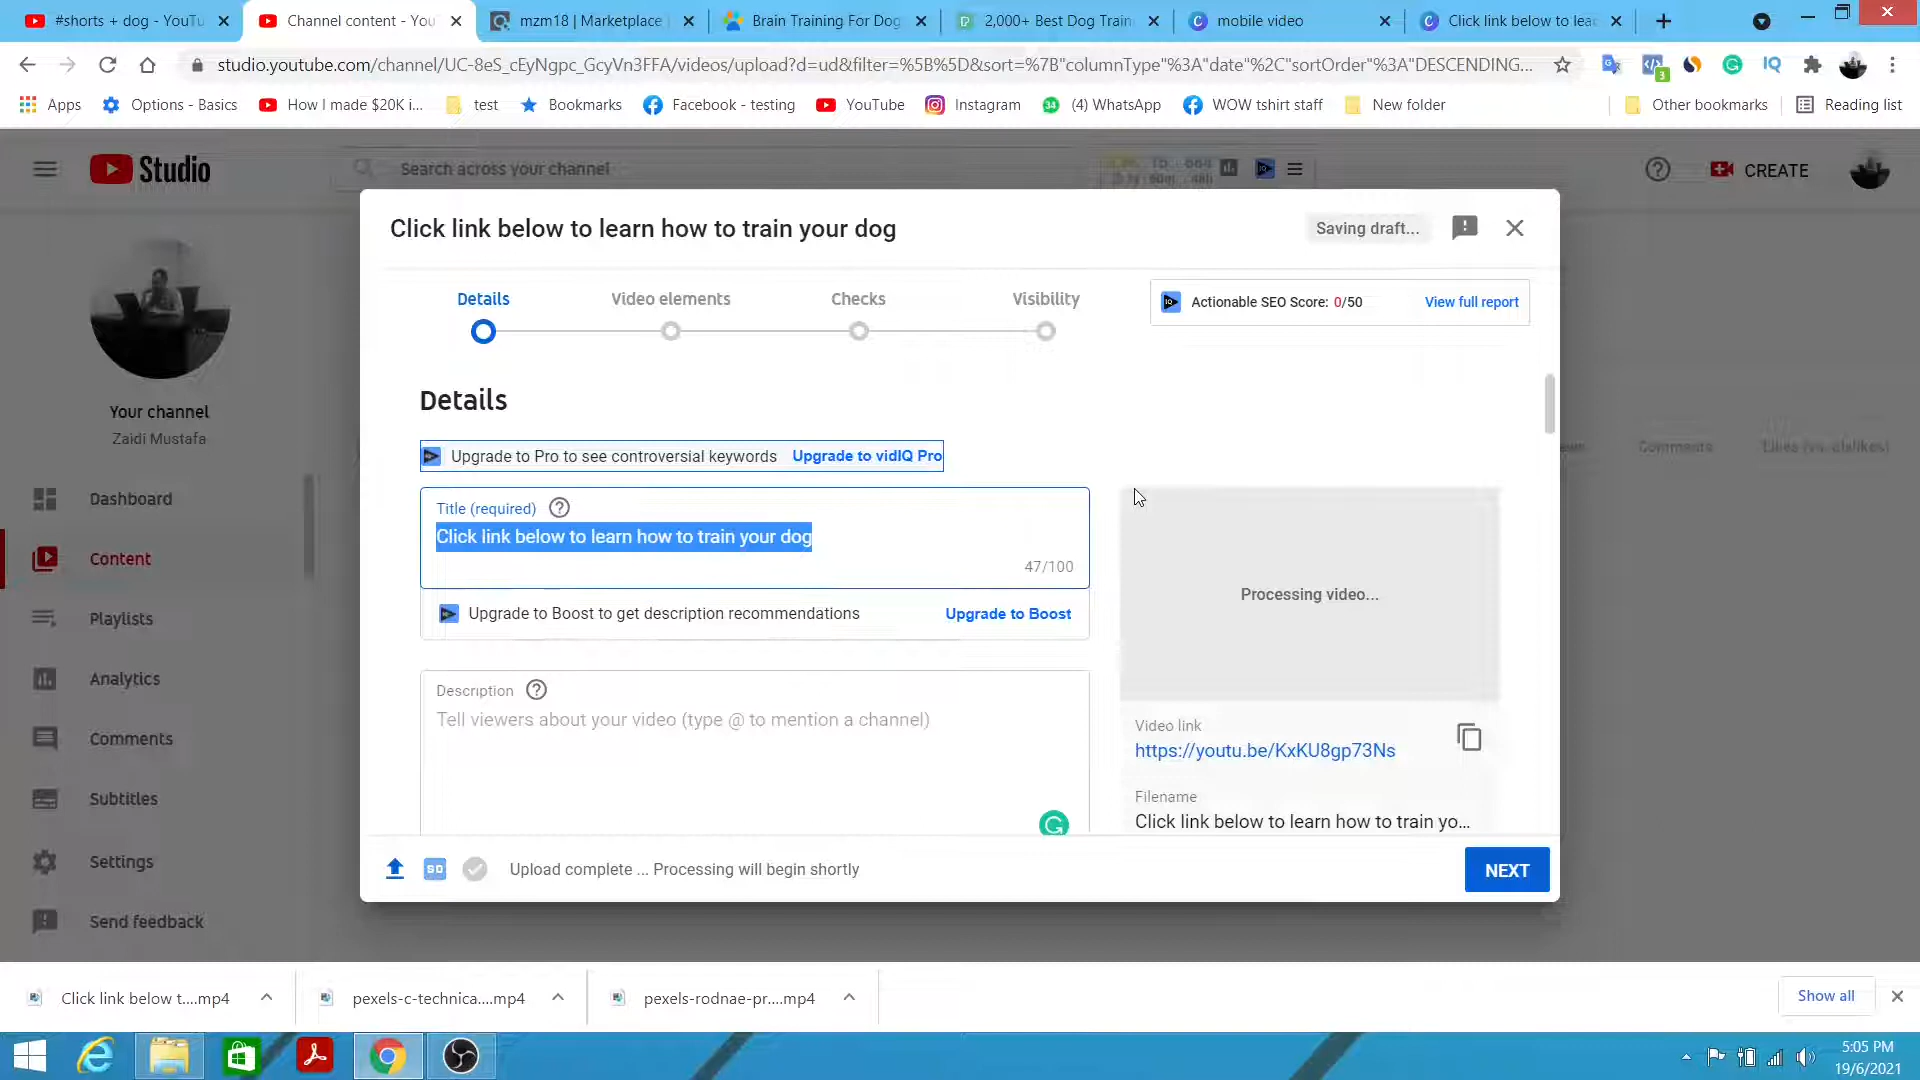 #shorts + dog - YouTu
Channel content - You
mzm18 | Marketplace
Brain Training For Dog
2,000+ Best Dog Train
mobile video
Click link below to lea
studio.youtube.com/channel/UC-8eS_cEyNgpc_GcyVn3FFA/videos/upload?d=ud&filter=%5B%5D&sort=%7B"columnType"%3A"date"%2C"sortOrder"%3A"DESCENDING...
3
Apps
Options - Basics
How I made $20K i...
test
Bookmarks
Facebook - testing
YouTube
Instagram
34
(4) WhatsApp
WOW tshirt staff
New folder
Other bookmarks
Reading list
Studio
Search across your channel
CREATE
Click link below to learn how to train your dog
Saving draft...
Details
Video elements
Checks
Visibility
Actionable SEO Score: 0/50
View full report
Your channel
Zaidi Mustafa
Details
Upgrade to Pro to see controversial keywords
Upgrade to vidIQ Pro
Comments
Likes (vs. dislikes)
Title (required)
Click link below to learn how to train your dog
47/100
Upgrade to Boost to get description recommendations
Upgrade to Boost
Processing video...
Description
Tell viewers about your video (type @ to mention a channel)
Video link
https://youtu.be/KxKU8gp73Ns
Filename
Click link below to learn how to train yo...
Dashboard
Content
Playlists
Analytics
Comments
Subtitles
Settings
Send feedback
SD
Upload complete ... Processing will begin shortly
NEXT
Click link below t....mp4
pexels-c-technica....mp4
pexels-rodnae-pr....mp4
Show all
5:05 PM
19/6/2021